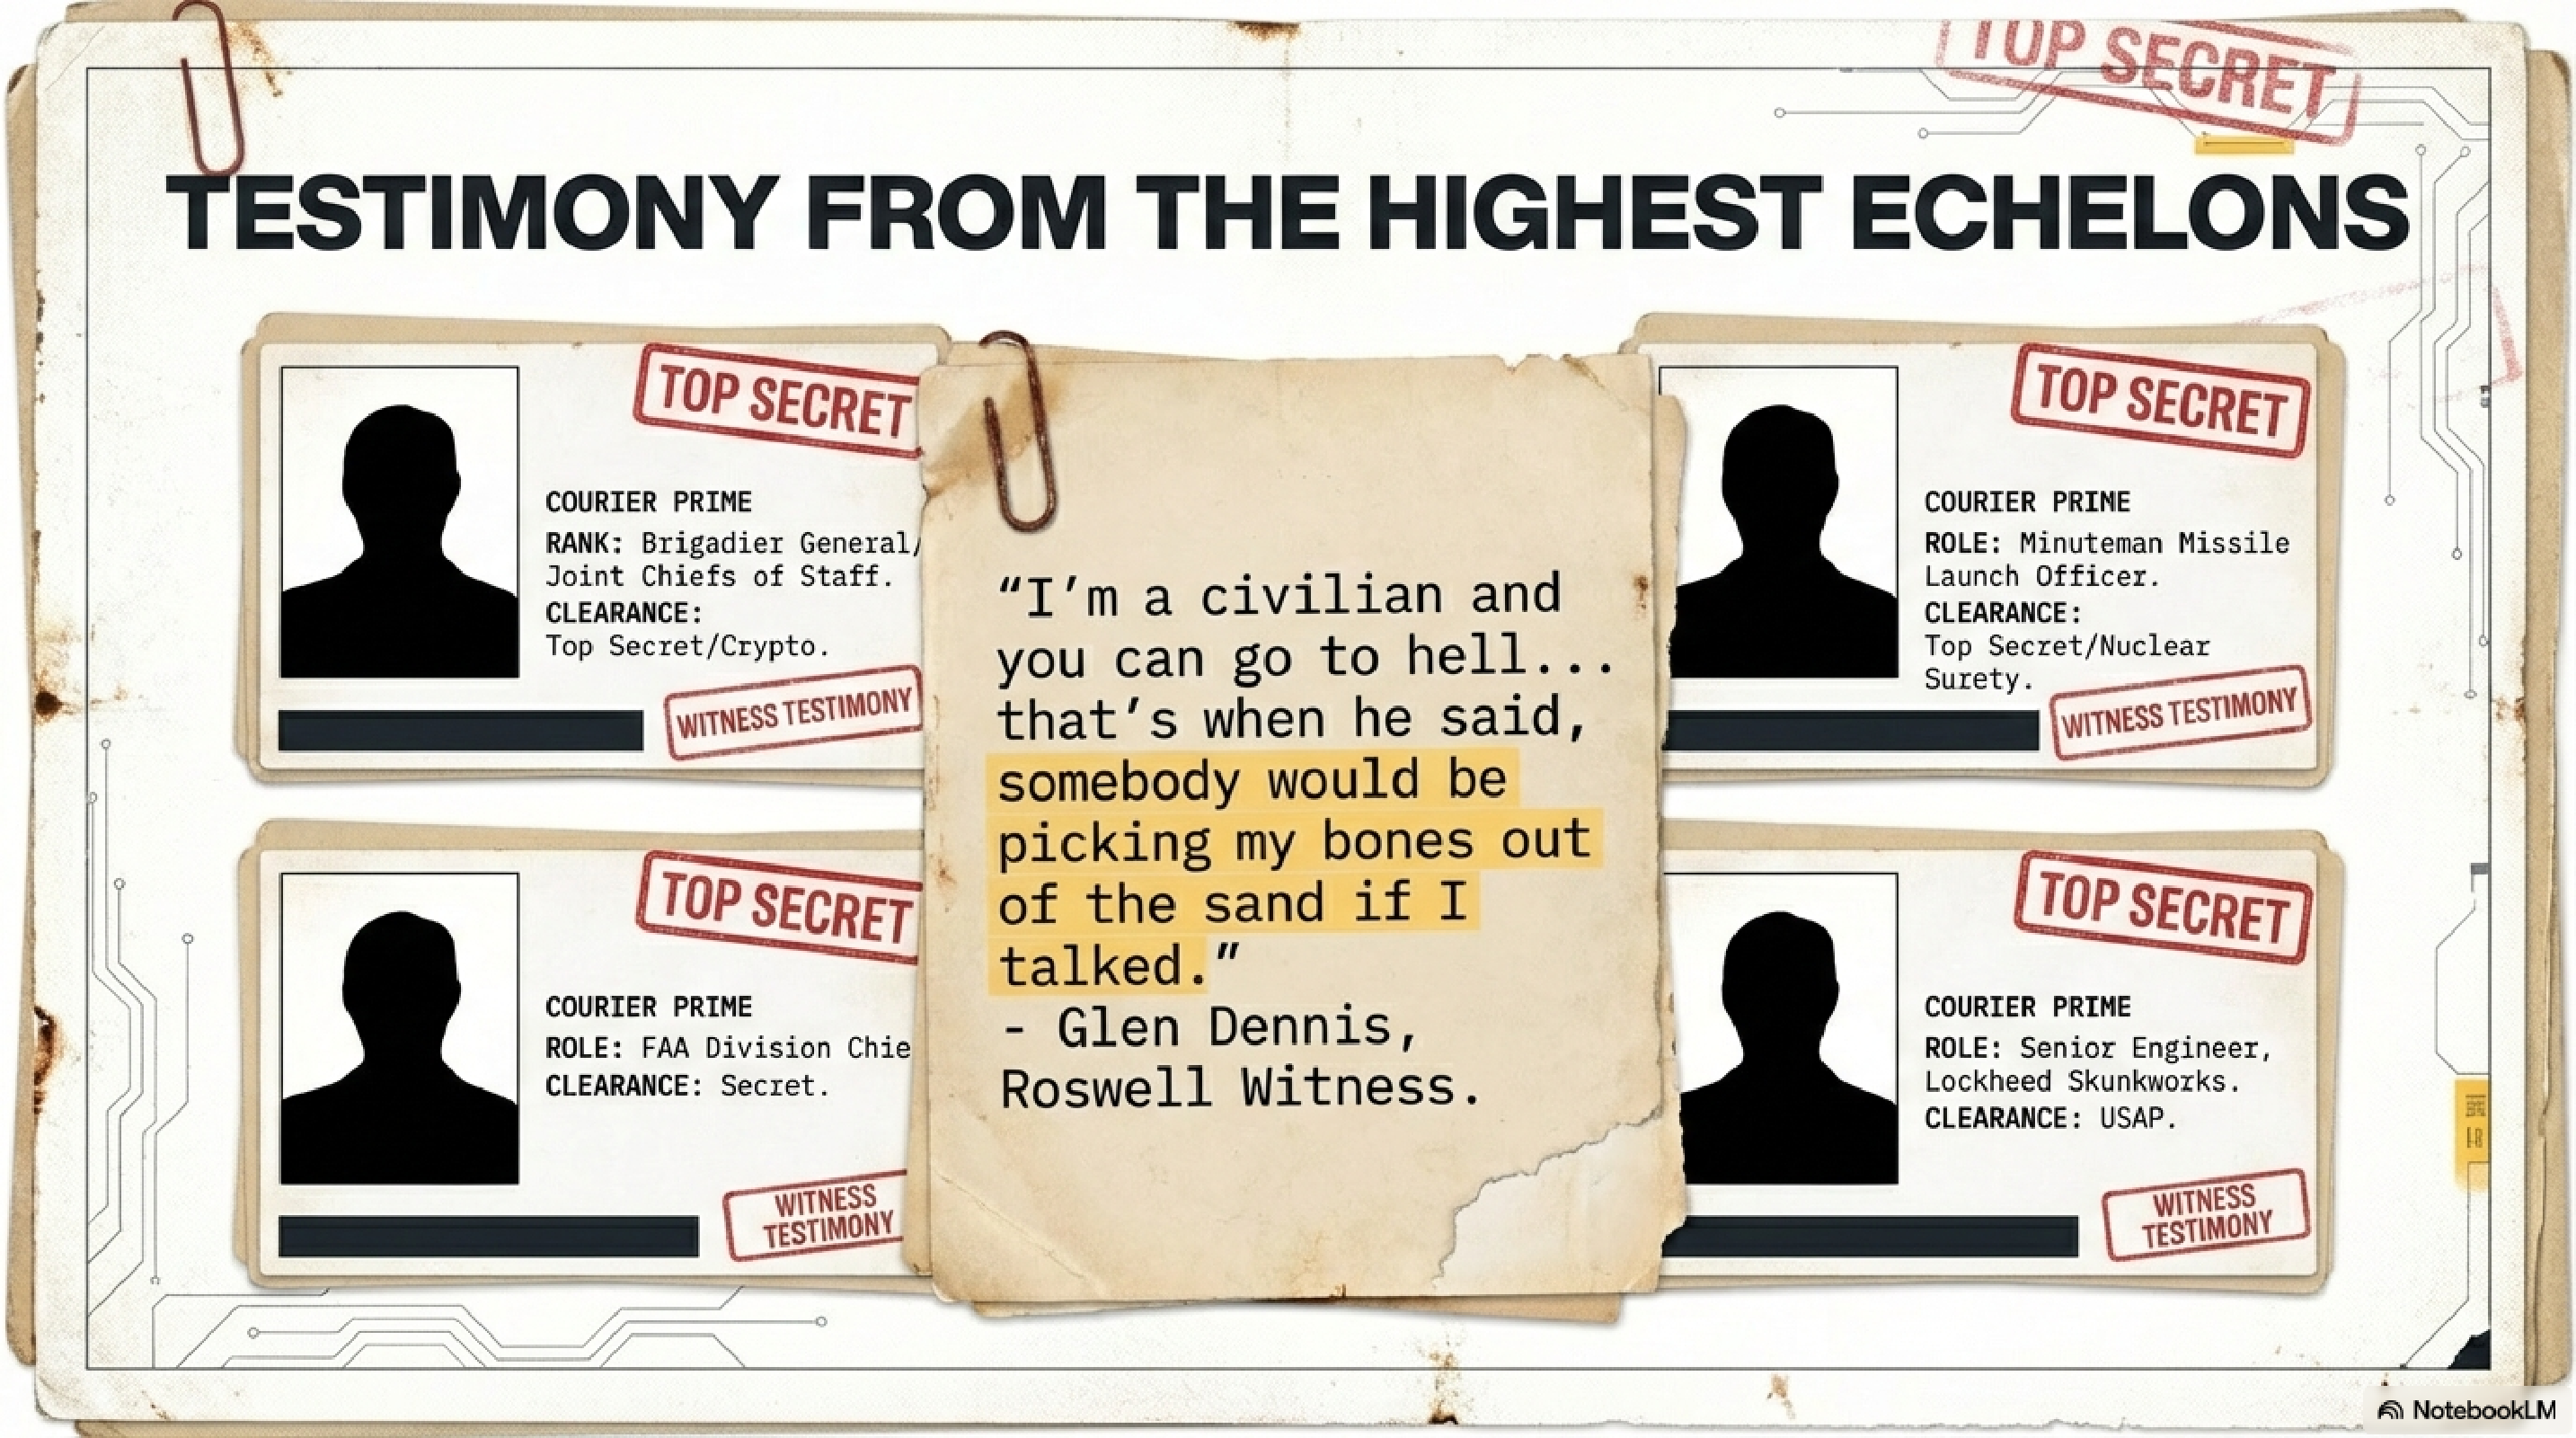 TOP SECRET
TESTIMONY FROM THE HIGHEST ECHELONS
TOP SECRET
COURIER PRIME
RANK: Brigadier General/
Joint Chiefs of Staff.
CLEARANCE:
Top Secret/Crypto.
WITNESS TESTIMONY
TOP SECRET
COURIER PRIME
ROLE: FAA Division Chie
CLEARANCE: Secret.
WITNESS
TESTIMONY
“I’m a civilian and
you can go to hell...
that’s when he said,
somebody would be
picking my bones out
of the sand if I
talked.”
- Glen Dennis,
Roswell Witness.
TOP SECRET
COURIER PRIME
ROLE: Minuteman Missile
Launch Officer.
CLEARANCE:
Top Secret/Nuclear
Surety.
WITNESS TESTIMONY
TOP SECRET
COURIER PRIME
ROLE: Senior Engineer,
Lockheed Skunkworks.
CLEARANCE: USAP.
WITNESS
TESTIMONY
NotebookLM